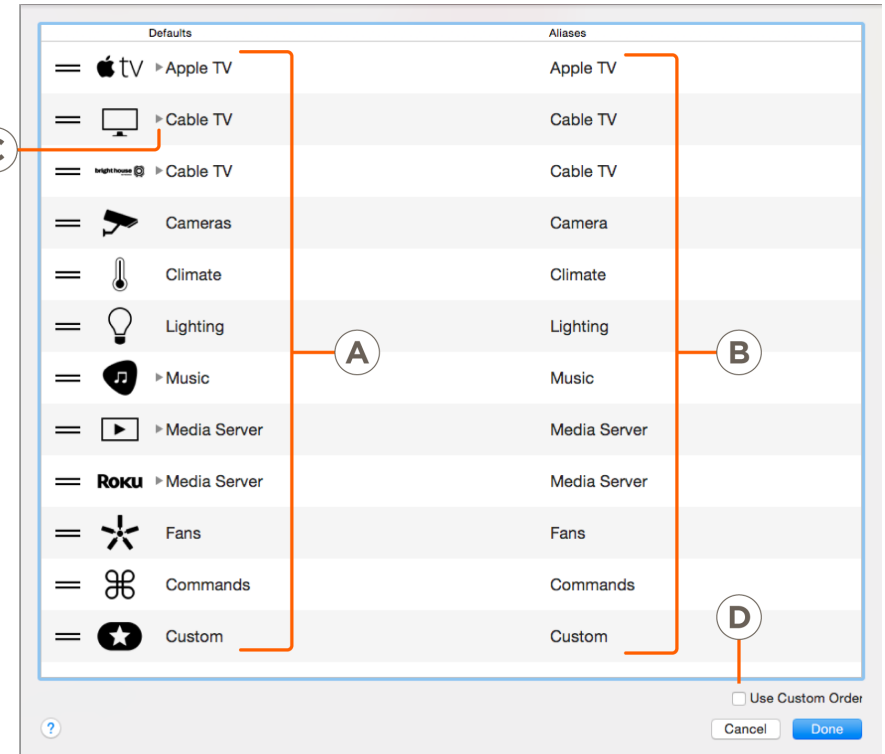 Defaults Aliases
tv Apple TV Apple TV
Cable TV Cable TV
bright house Cable TV Cable TV
Cameras Camera
C
Climate Climate
Lighting Lighting
A B
Music Music
Media Server Media Server
ROKU Media Server Media Server
Fans Fans
Commands Commands
D
Custom Custom
Use Custom Order
? Cancel Done